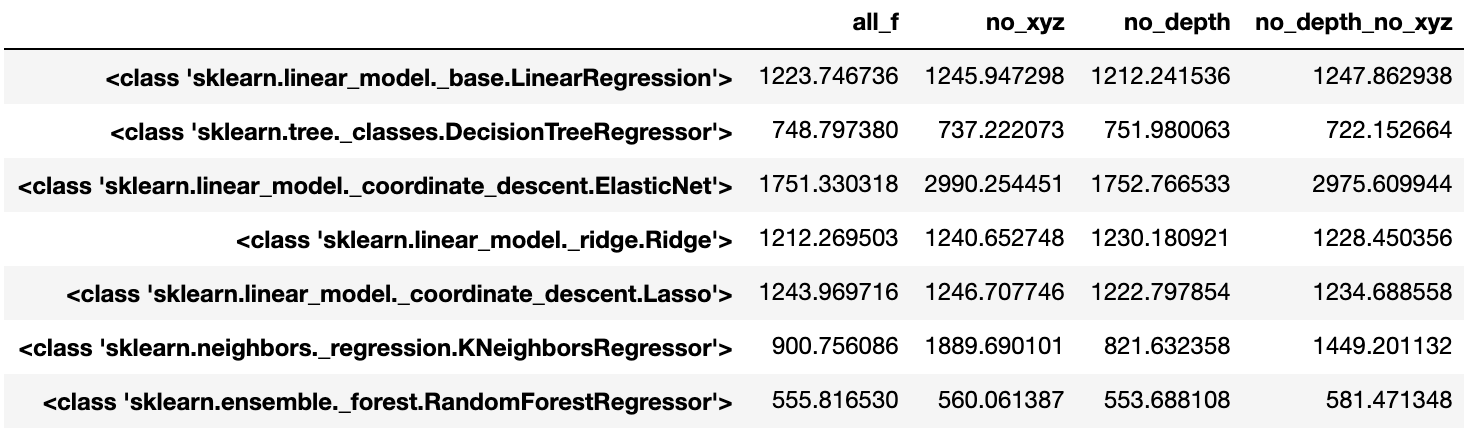 all_f no_xyz no_depth no_depth_no_xyz
<class 'sklearn.linear_model._base.LinearRegression'> 1223.746736 1245.947298 1212.241536 1247.862938
<class 'sklearn.tree._classes.DecisionTreeRegressor'> 748.797380 737.222073 751.980063 722.152664
<class 'sklearn.linear_model._coordinate_descent.ElasticNet'> 1751.330318 2990.254451 1752.766533 2975.609944
<class 'sklearn.linear_model._ridge.Ridge'> 1212.269503 1240.652748 1230.180921 1228.450356
<class 'sklearn.linear_model._coordinate_descent.Lasso'> 1243.969716 1246.707746 1222.797854 1234.688558
<class 'sklearn.neighbors._regression.KNeighborsRegressor'> 900.756086 1889.690101 821.632358 1449.201132
<class 'sklearn.ensemble._forest.RandomForestRegressor'> 555.816530 560.061387 553.688108 581.471348